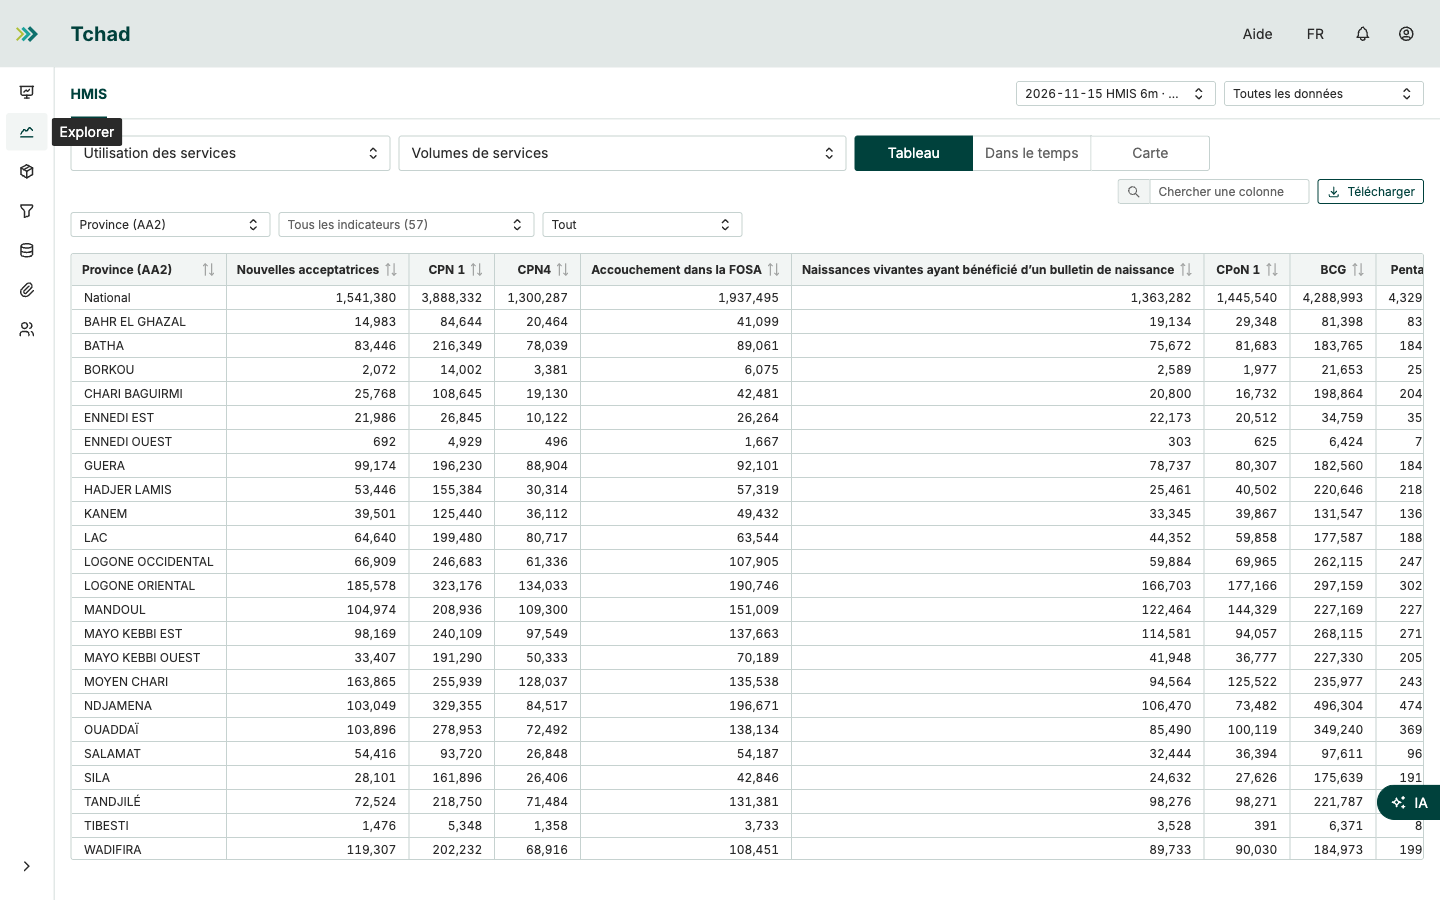 Tchad
Aide FR
HMIS 2026-11-15 HMIS 6m · ... Toutes les données
Explorer
Utilisation des services Volumes de services Tableau Dans le temps Carte
Chercher une colonne Télécharger
Province (AA2) Tous les indicateurs (57) Tout
Province (AA2) Nouvelles acceptatrices CPN 1 CPN4 Accouchement dans la FOSA Naissances vivantes ayant bénéficié d’un bulletin de naissance CPoN 1 BCG Penta
National 1,541,380 3,888,332 1,300,287 1,937,495 1,363,282 1,445,540 4,288,993 4,329
BAHR EL GHAZAL 14,983 84,644 20,464 41,099 19,134 29,348 81,398 83
BATHA 83,446 216,349 78,039 89,061 75,672 81,683 183,765 184
BORKOU 2,072 14,002 3,381 6,075 2,589 1,977 21,653 25
CHARI BAGUIRMI 25,768 108,645 19,130 42,481 20,800 16,732 198,864 204
ENNEDI EST 21,986 26,845 10,122 26,264 22,173 20,512 34,759 35
ENNEDI OUEST 692 4,929 496 1,667 303 625 6,424 7
GUERA 99,174 196,230 88,904 92,101 78,737 80,307 182,560 184
HADJER LAMIS 53,446 155,384 30,314 57,319 25,461 40,502 220,646 218
KANEM 39,501 125,440 36,112 49,432 33,345 39,867 131,547 136
LAC 64,640 199,480 80,717 63,544 44,352 59,858 177,587 188
LOGONE OCCIDENTAL 66,909 246,683 61,336 107,905 59,884 69,965 262,115 247
LOGONE ORIENTAL 185,578 323,176 134,033 190,746 166,703 177,166 297,159 302
MANDOUL 104,974 208,936 109,300 151,009 122,464 144,329 227,169 227
MAYO KEBBI EST 98,169 240,109 97,549 137,663 114,581 94,057 268,115 271
MAYO KEBBI OUEST 33,407 191,290 50,333 70,189 41,948 36,777 227,330 205
MOYEN CHARI 163,865 255,939 128,037 135,538 94,564 125,522 235,977 243
NDJAMENA 103,049 329,355 84,517 196,671 106,470 73,482 496,304 474
OUADDAÏ 103,896 278,953 72,492 138,134 85,490 100,119 349,240 369
SALAMAT 54,416 93,720 26,848 54,187 32,444 36,394 97,611 96
SILA 28,101 161,896 26,406 42,846 24,632 27,626 175,639 191
TANDJILÉ 72,524 218,750 71,484 131,381 98,276 98,271 221,787
IA
TIBESTI 1,476 5,348 1,358 3,733 3,528 391 6,371 8
WADIFIRA 119,307 202,232 68,916 108,451 89,733 90,030 184,973 199